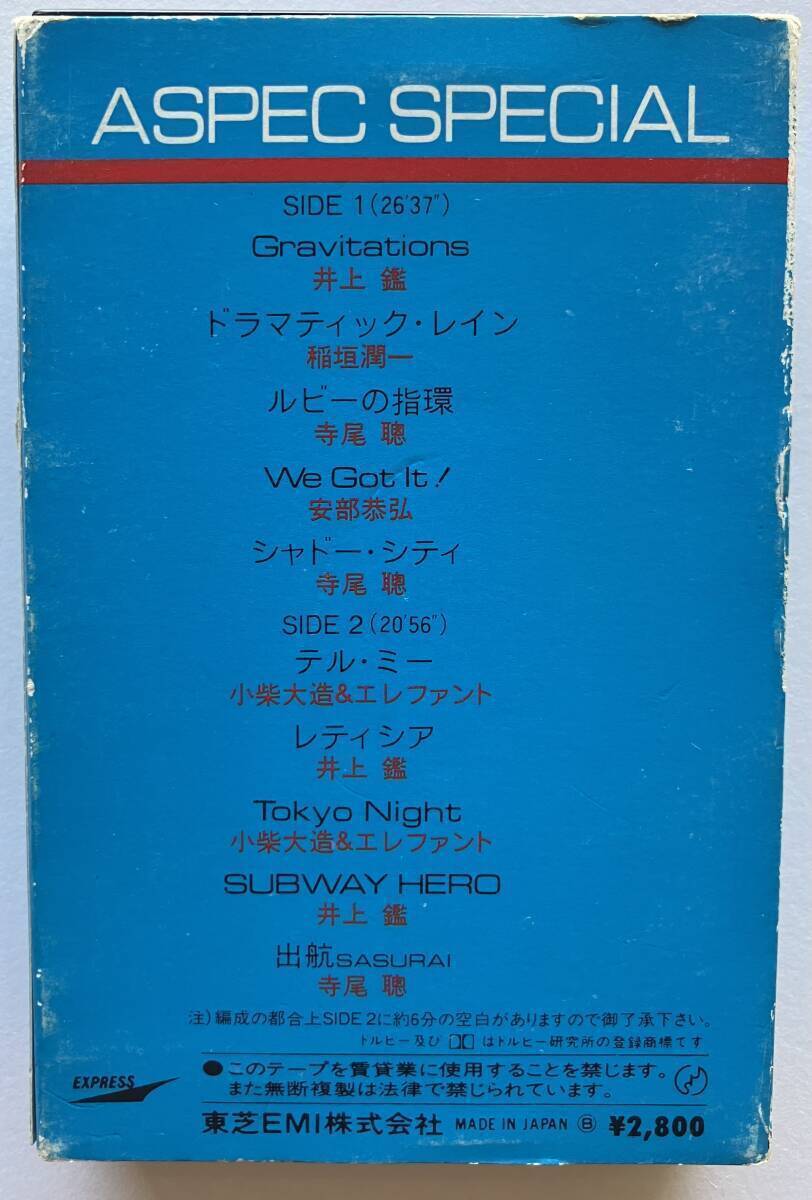 ASPEC SPECIAL
SIDE 1(26'37")
Gravitations
井上 鑑
ドラマティック・レイン
稲垣潤一
ルビーの指環
寺尾 聰
We Got It!
安部恭弘
シャドー・シティ
寺尾 聰
SIDE 2(20'56")
テル・ミー
小柴大造&エレファント
レティシア
井上 鑑
Tokyo Night
小柴大造&エレファント
SUBWAY HERO
井上 鑑
出航SASURAI
寺尾 聰
注)編成の都合上SIDE 2に約6分の空白がありますので御了承下さい。
ドルビー及び はドルビー研究所の登録商標です
EXPRESS
●このテープを賃貸業に使用することを禁じます。
また無断複製は法律で禁じられています。
東芝EMI株式会社 MADE IN JAPAN Ⓑ ¥2,800